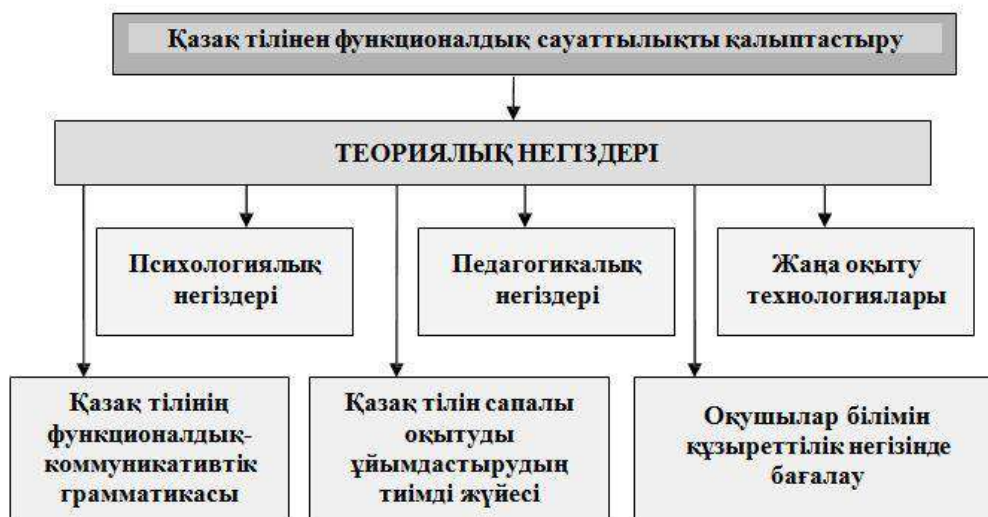 Қазақ тілінен функционалдық сауаттылықты қалыптастыру
ТЕОРИЯЛЫҚ НЕГІЗДЕРІ
Психологиялық
негіздері
Педагогикалық
негіздері
Жаңа оқыту
технологиялары
Қазақ тілінің
функционалдық-
коммуникативтік
грамматикасы
Қазақ тілін сапалы
оқытуды
ұйымдастырудың
тиімді жүйесі
Оқушылар білімін
құзыреттілік негізінде
бағалау